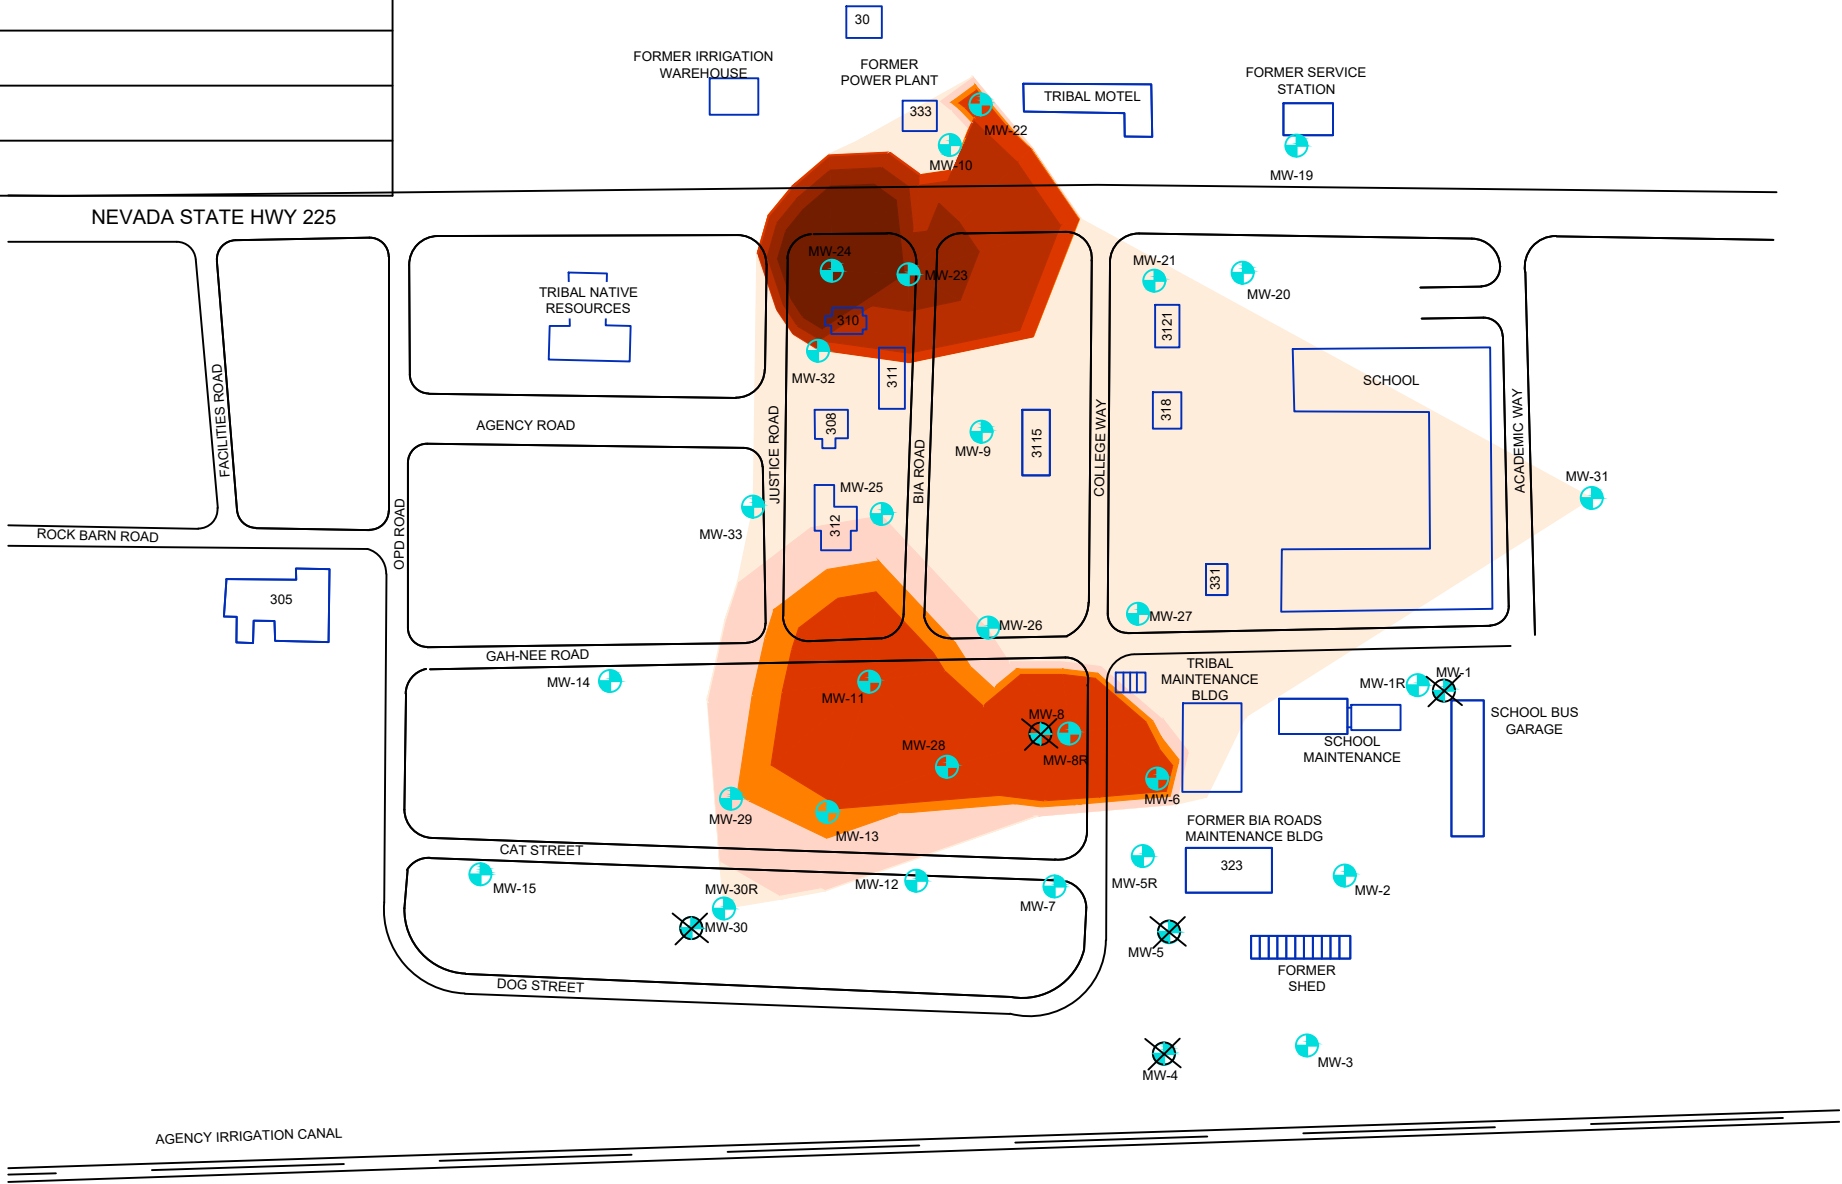 30
FORMER IRRIGATION
WAREHOUSE
FORMER
POWER PLANT
333
TRIBAL MOTEL
FORMER SERVICE
STATION
MW-22
MW-10
MW-19
NEVADA STATE HWY 225
MW-24
MW-23
MW-21
MW-20
TRIBAL NATIVE
RESOURCES
310
3121
MW-32
311
SCHOOL
FACILITIES ROAD
AGENCY ROAD
JUSTICE ROAD
308
BIA ROAD
MW-9
3115
COLLEGE WAY
318
ACADEMIC WAY
MW-31
MW-25
312
MW-33
OPD ROAD
ROCK BARN ROAD
305
331
MW-26
MW-27
GAH-NEE ROAD
MW-14
MW-11
TRIBAL
MAINTENANCE
BLDG
MW-1
MW-1R
MW-8
MW-8R
MW-28
SCHOOL BUS
GARAGE
SCHOOL
MAINTENANCE
MW-6
MW-29
MW-13
FORMER BIA ROADS
MAINTENANCE BLDG
323
CAT STREET
MW-15
MW-30R
MW-30
MW-12
MW-7
MW-5R
MW-2
MW-5
DOG STREET
FORMER
SHED
MW-4
MW-3
AGENCY IRRIGATION CANAL